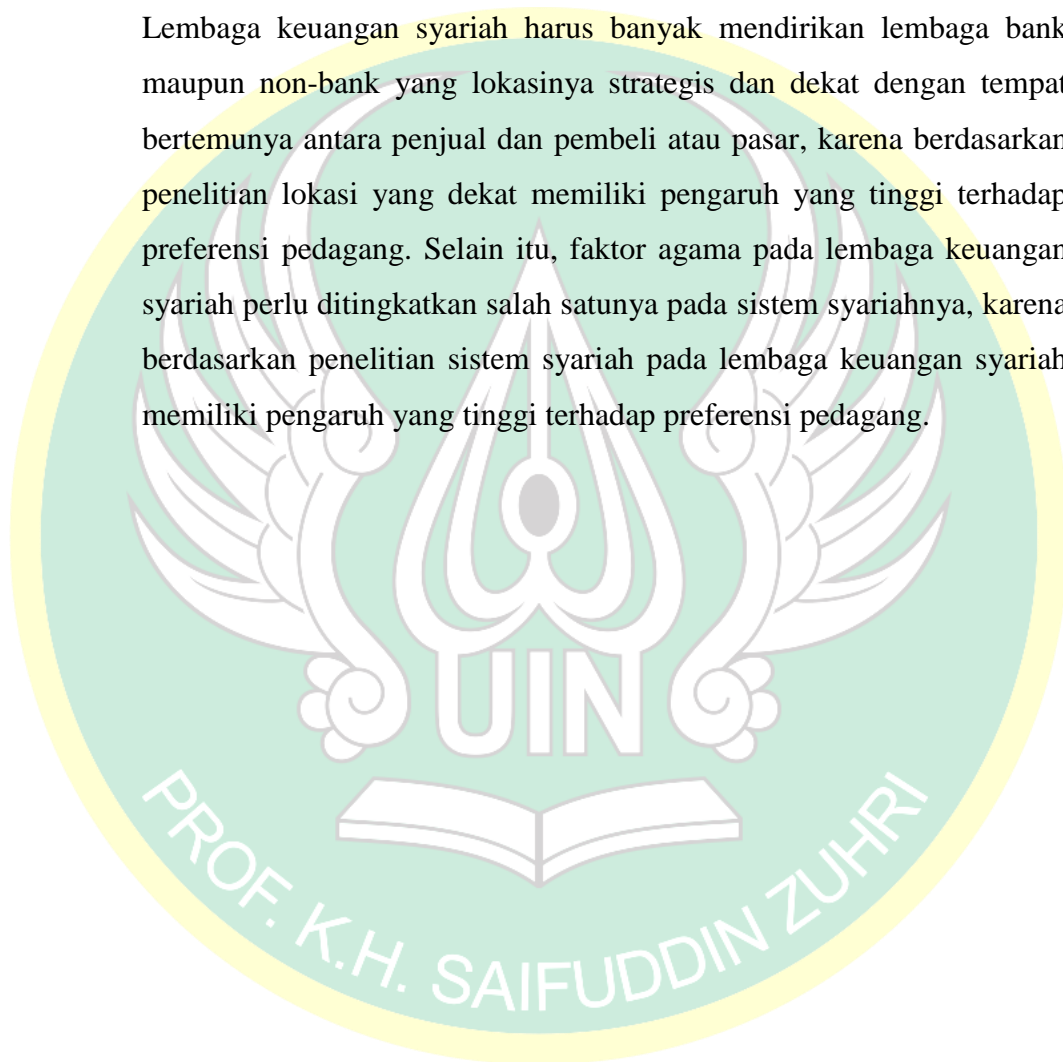 Lembaga keuangan syariah harus banyak mendirikan lembaga bank
maupun non-bank yang lokasinya strategis dan dekat dengan tempat
bertemunya antara penjual dan pembeli atau pasar, karena berdasarkan
penelitian lokasi yang dekat memiliki pengaruh yang tinggi terhadap
preferensi pedagang. Selain itu, faktor agama pada lembaga keuangan
syariah perlu ditingkatkan salah satunya pada sistem syariahnya, karena
berdasarkan penelitian sistem syariah pada lembaga keuangan syariah
memiliki pengaruh yang tinggi terhadap preferensi pedagang.
UIN
PROF. K.H. SAIFUDDIN ZUHRI